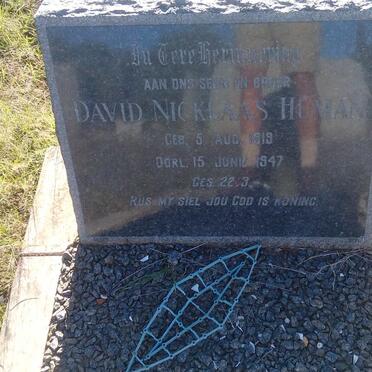 In Tere Herinnering
AAN ONS SEUN EN BROER
DAVID NICKLAAS HUMAN
GEB. 5 AUG. 1919
OORL. 15 JUNIE 1947
GES. 22:3
RUS MY SIEL JOU GOD IS KONING